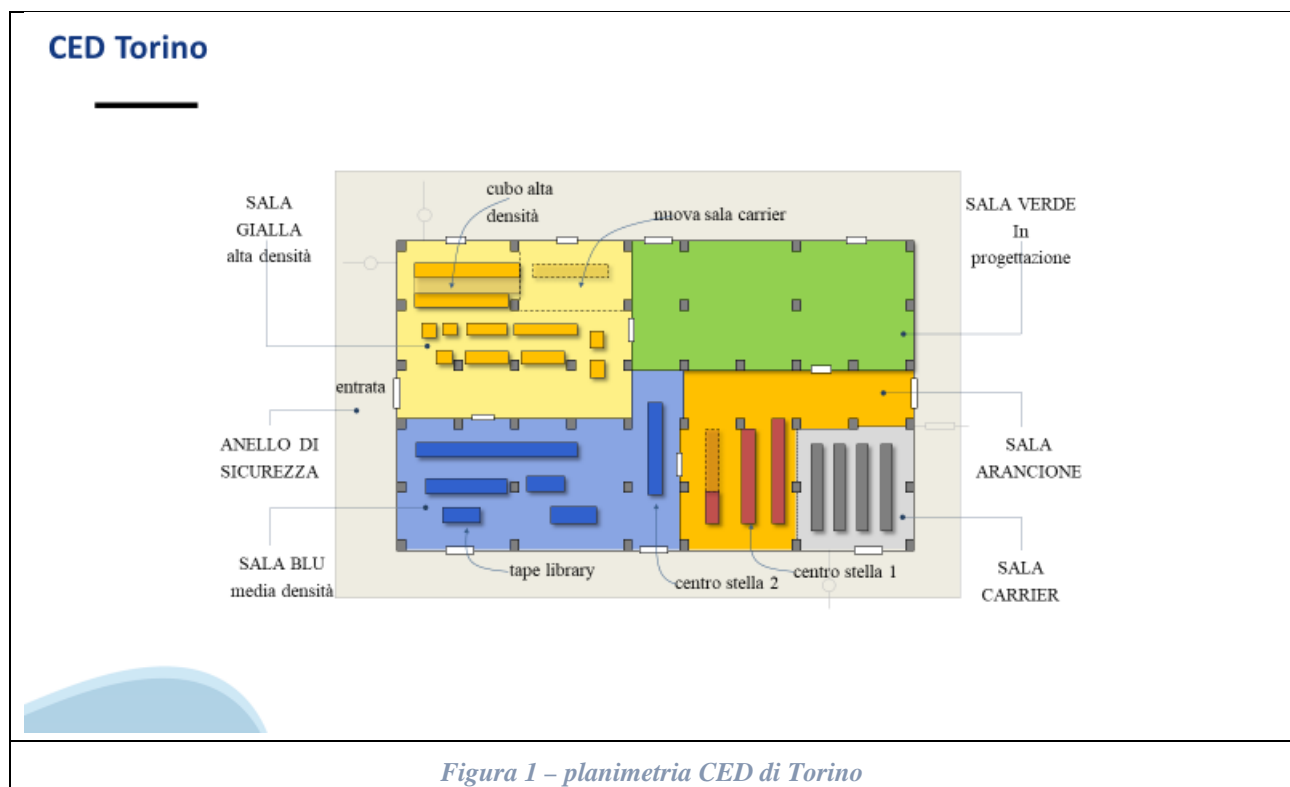 CED Torino
SALA
GIALLA
alta densità
cubo alta
densità
nuova sala carrier
SALA VERDE
In
progettazione
entrata
ANELLO DI
SICUREZZA
SALA
ARANCIONE
SALA BLU
media densità
tape library
centro stella 2
centro stella 1
SALA
CARRIER
Figura 1 – planimetria CED di Torino